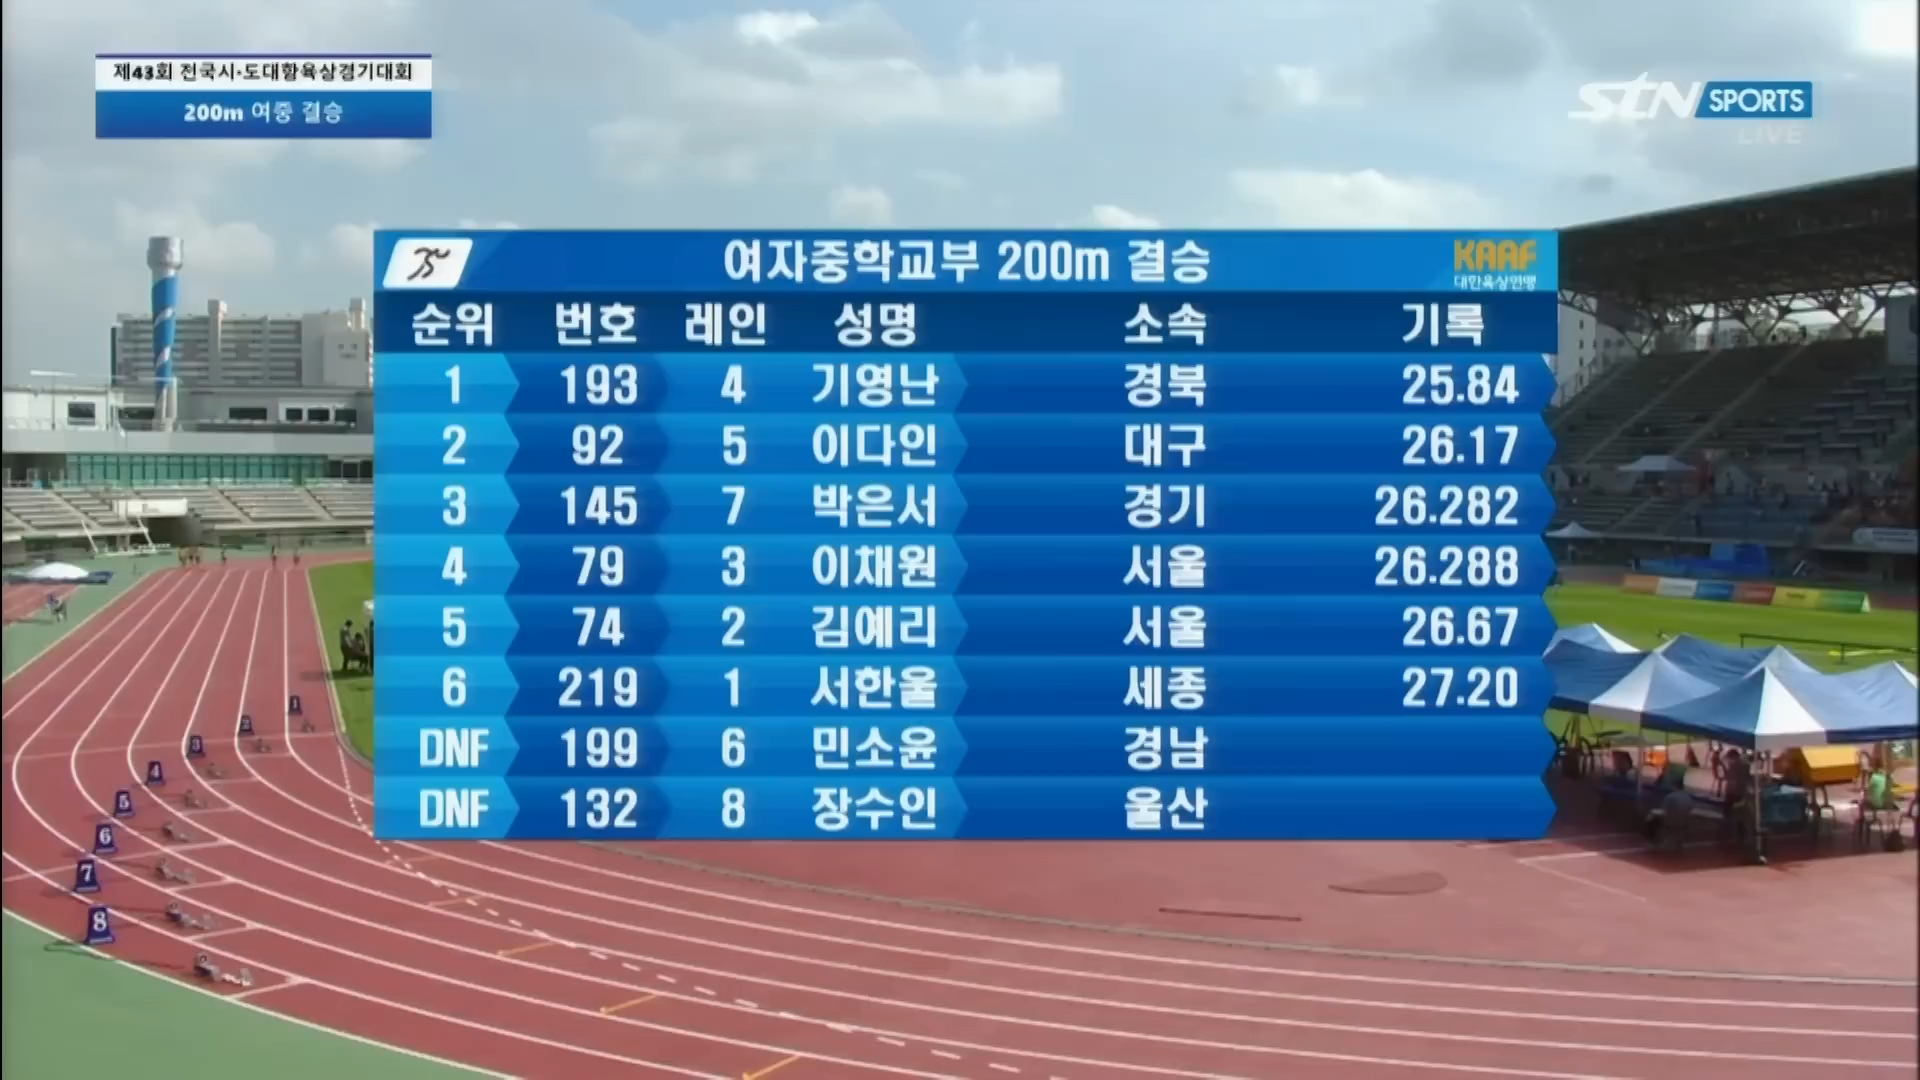 제43회 전국시·도대항육상경기대회
200m 여중 결승
STN SPORTS
LIVE
여자중학교부 200m 결승
KAAF
대한육상연맹
순위 번호 레인 성명 소속 기록
1 193 4 기영난 경북 25.84
2 92 5 이다인 대구 26.17
3 145 7 박은서 경기 26.282
4 79 3 이채원 서울 26.288
5 74 2 김예리 서울 26.67
6 219 1 서한울 세종 27.20
DNF 199 6 민소윤 경남
DNF 132 8 장수인 울산
1
2
3
4
5
6
7
8